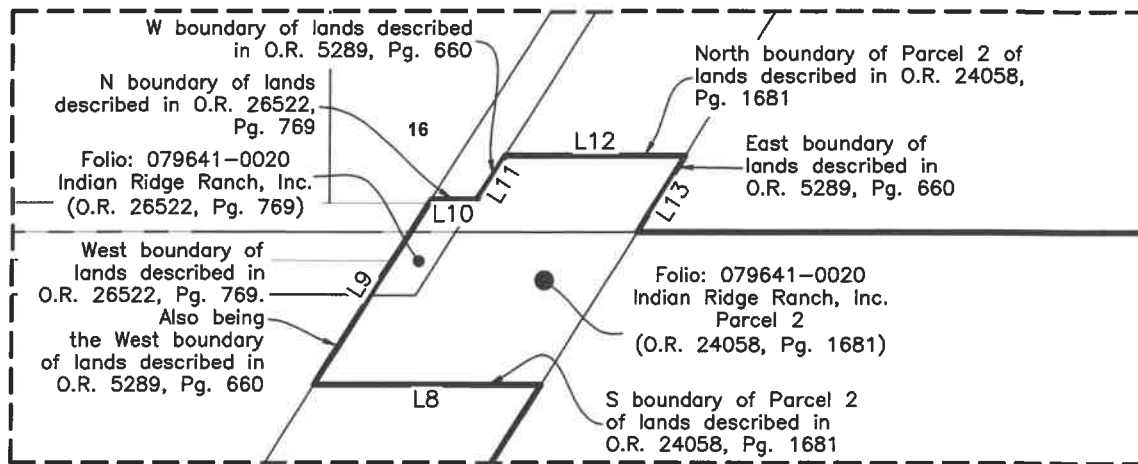 W boundary of lands described
in O.R. 5289, Pg. 660
N boundary of lands
described in O.R. 26522,
Pg. 769
16
Folio: 079641-0020
Indian Ridge Ranch, Inc.
(O.R. 26522, Pg. 769)
West boundary of
lands described in
O.R. 26522, Pg. 769.
Also being
the West boundary
of lands described in
O.R. 5289, Pg. 660
L9
L10
L11
L12
L13
L8
North boundary of Parcel 2 of
lands described in O.R. 24058,
Pg. 1681
East boundary of
lands described in
O.R. 5289, Pg. 660
Folio: 079641-0020
Indian Ridge Ranch, Inc.
Parcel 2
(O.R. 24058, Pg. 1681)
S boundary of Parcel 2
of lands described in
O.R. 24058, Pg. 1681